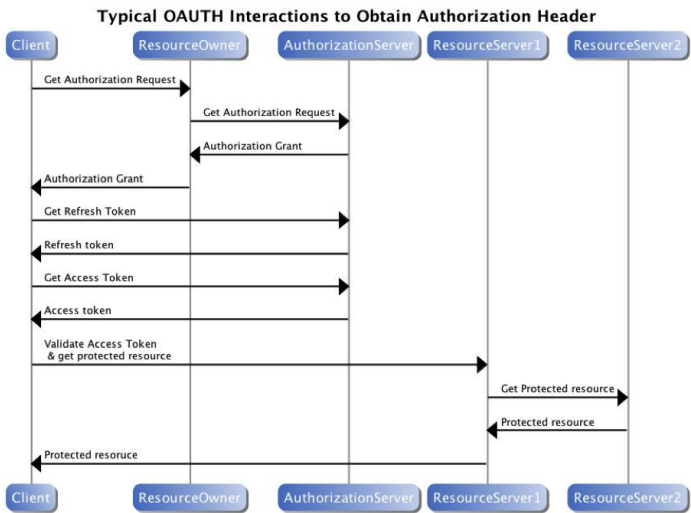 Typical OAUTH Interactions to Obtain Authorization Header
Client ResourceOwner AuthorizationServer ResourceServer1 ResourceServer2
Get Authorization Request
Get Authorization Request
Authorization Grant
Authorization Grant
Get Refresh Token
Refresh token
Get Access Token
Access token
Validate Access Token
& get protected resource
Get Protected resource
Protected resource
Protected resoruce
Client ResourceOwner AuthorizationServer ResourceServer1 ResourceServer2